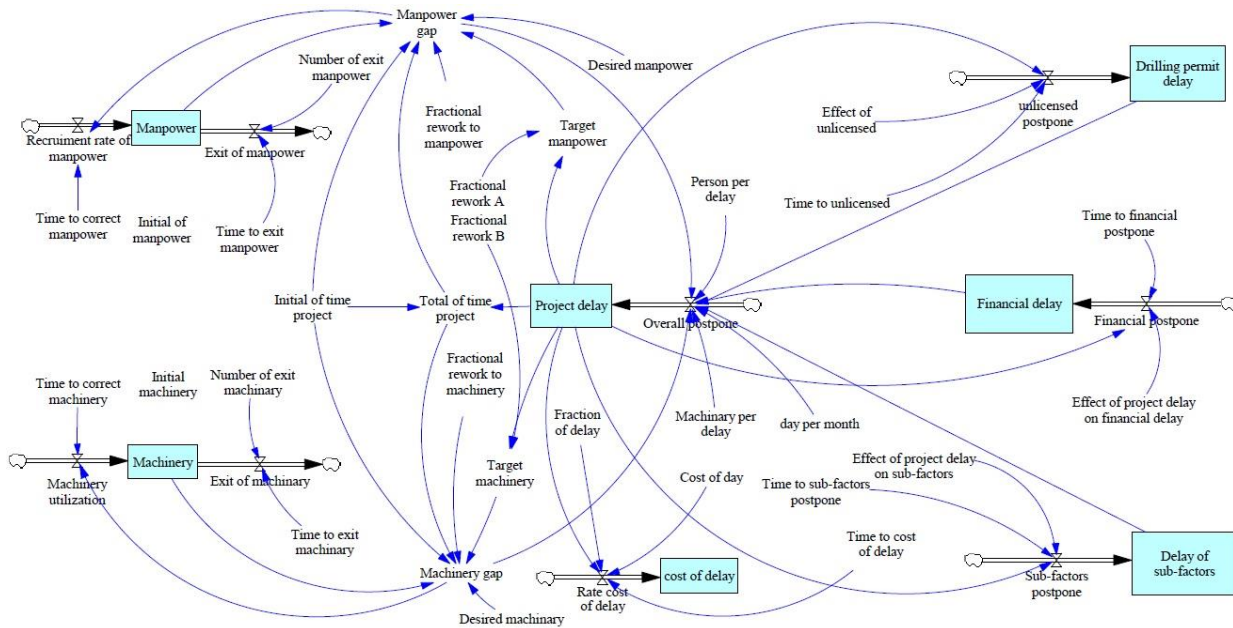 Manpower
gap
Desired manpower
Number of exit
manpower
Drilling permit
delay
unlicensed
postpone
Effect of
unlicensed
Fractional
rework to
manpower
Target
manpower
Manpower
Recruiment rate of
manpower
Exit of manpower
Person per
delay
Time to unlicensed
Fractional
rework A
Fractional
rework B
Time to correct
manpower
Initial of
manpower
Time to exit
manpower
Time to financial
postpone
Initial of time
project
Total of time
project
Project delay
Overall postpone
Financial delay
Financial postpone
Time to correct
machinery
Initial
machinery
Number of exit
machinary
Fractional
rework to
machinery
Fraction
of delay
Machinary per
delay
day per month
Effect of project delay
on financial delay
Machinery
Machinery
utilization
Exit of machinary
Target
machinery
Cost of day
Effect of project delay
on sub-factors
Time to sub-factors
postpone
Time to exit
machinary
Time to cost
of delay
Machinery gap
Rate cost
of delay
cost of delay
Sub-factors
postpone
Delay of
sub-factors
Desired machinary